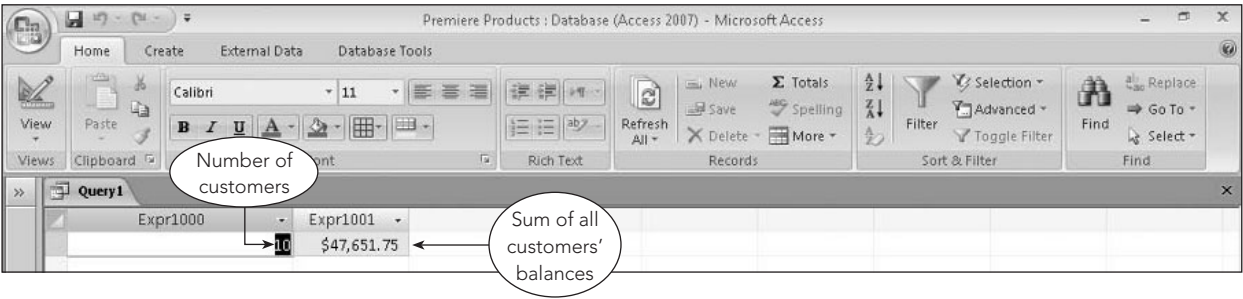 Premiere Products : Database (Access 2007) - Microsoft Access
Home Create External Data Database Tools
View
Paste
Calibri 11
B I U A
Refresh All
New
Save
Delete
Σ Totals
Spelling
More
Filter
Selection
Advanced
Toggle Filter
Find
Replace
Go To
Select
Views Clipboard Font Rich Text Records Sort & Filter Find
Number of
customers
Query1
Expr1000 Expr1001
10 $47,651.75
Sum of all
customers'
balances